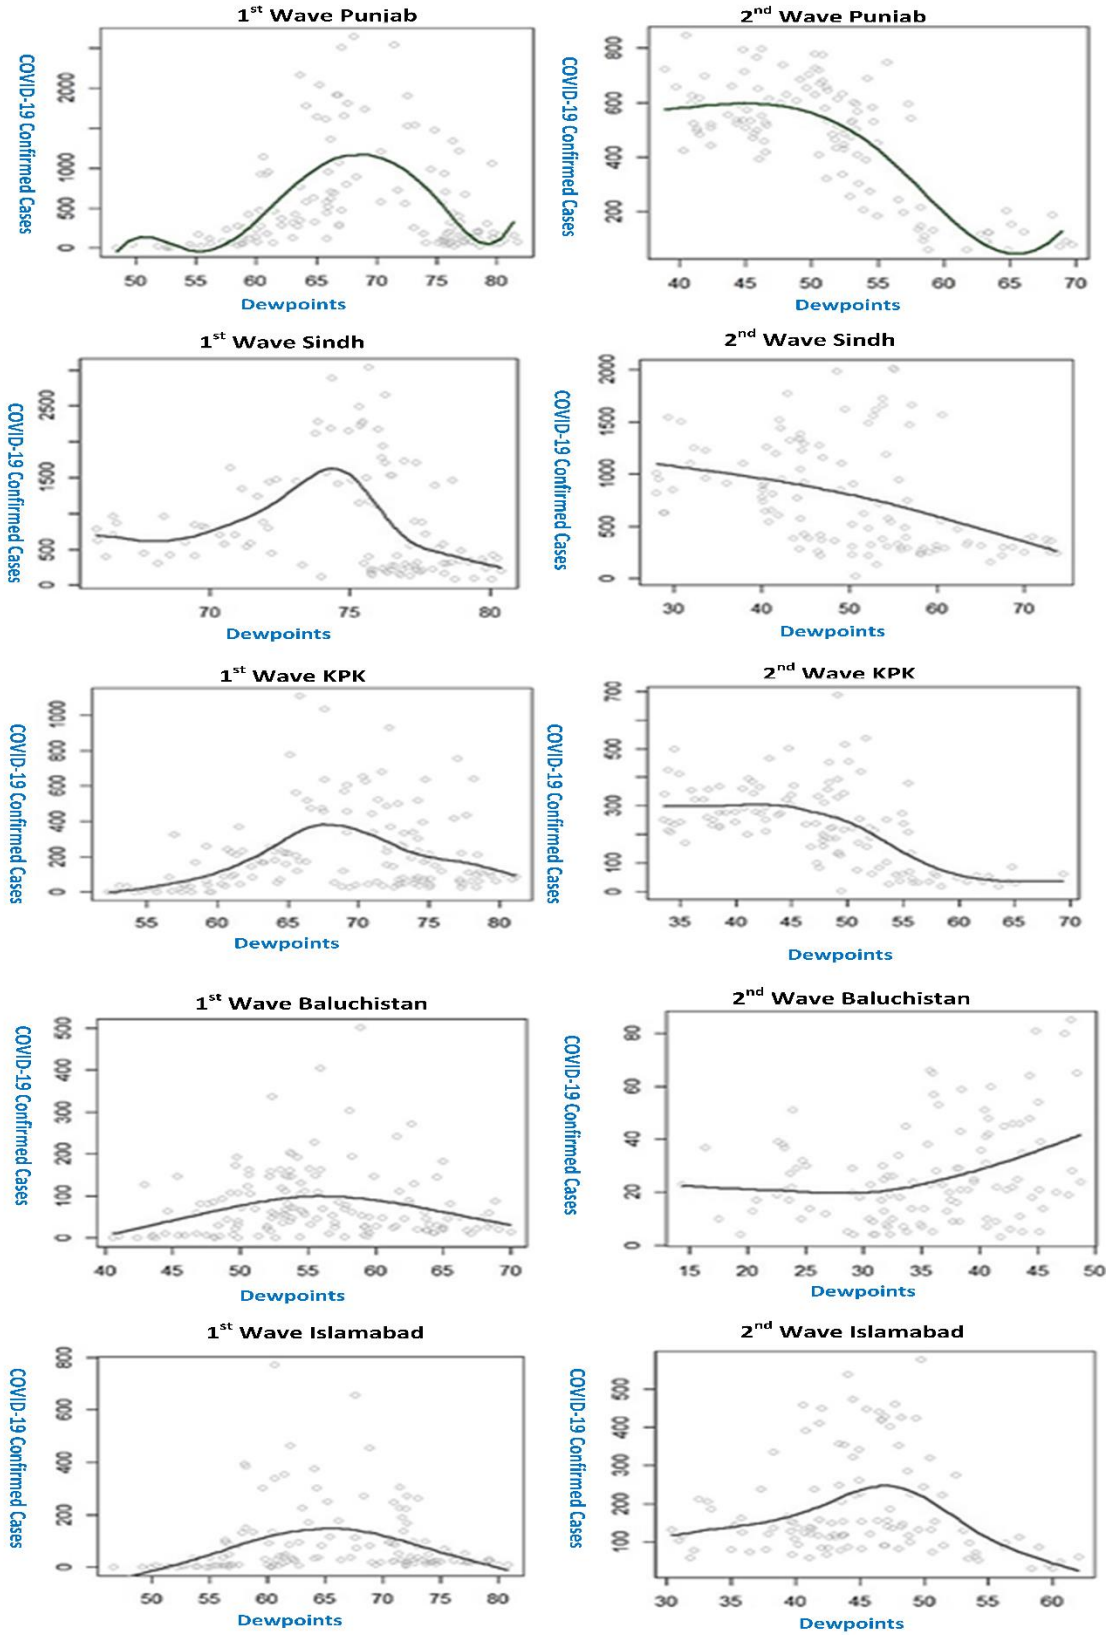 1st Wave Punjab
COVID-19 Confirmed Cases
0 500 1000 2000
50 55 60 65 70 75 80
Dewpoints
2nd Wave Punjab
COVID-19 Confirmed Cases
200 400 600 800
40 45 50 55 60 65 70
Dewpoints
1st Wave Sindh
COVID-19 Confirmed Cases
0 500 1500 2500
70 75 80
Dewpoints
2nd Wave Sindh
COVID-19 Confirmed Cases
0 500 1000 1500 2000
30 40 50 60 70
Dewpoints
1st Wave KPK
COVID-19 Confirmed Cases
0 200 400 600 800 1000
55 60 65 70 75 80
Dewpoints
2nd Wave KPK
COVID-19 Confirmed Cases
0 100 300 500 700
35 40 45 50 55 60 65 70
Dewpoints
1st Wave Baluchistan
COVID-19 Confirmed Cases
0 100 200 300 400 500
40 45 50 55 60 65 70
Dewpoints
2nd Wave Baluchistan
COVID-19 Confirmed Cases
0 20 40 60 80
15 20 25 30 35 40 45 50
Dewpoints
1st Wave Islamabad
COVID-19 Confirmed Cases
0 200 400 600 800
50 55 60 65 70 75 80
Dewpoints
2nd Wave Islamabad
COVID-19 Confirmed Cases
100 200 300 400 500
30 35 40 45 50 55 60
Dewpoints